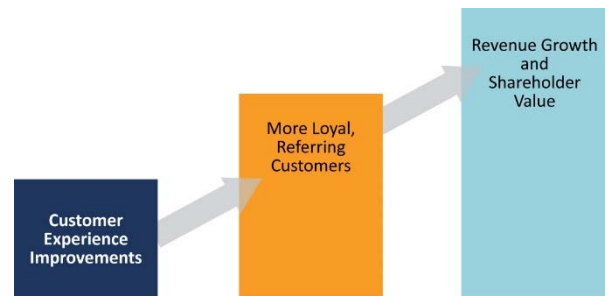 Customer
Experience
Improvements
More Loyal,
Referring
Customers
Revenue Growth
and
Shareholder
Value